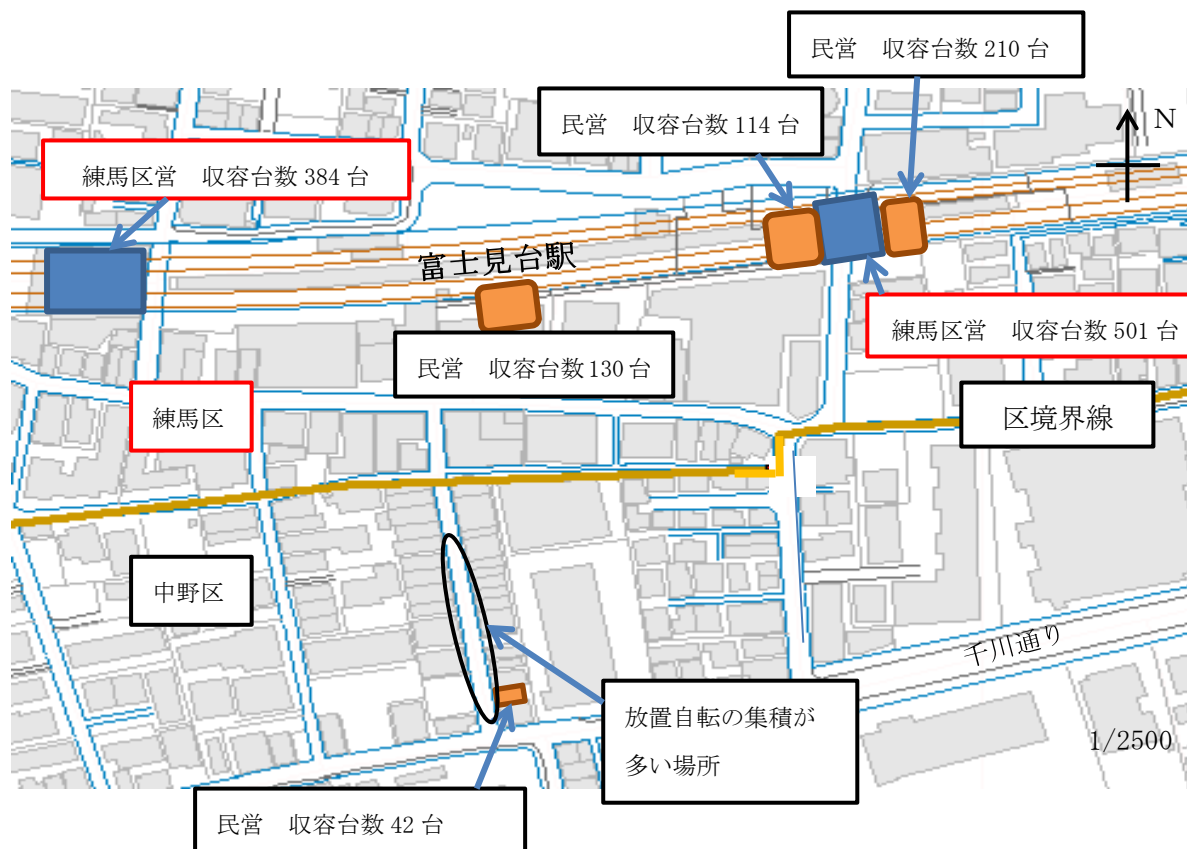 民営　収容台数 210 台
民営　収容台数 114 台
N
練馬区営　収容台数 384 台
富士見台駅
練馬区営　収容台数 501 台
民営　収容台数 130 台
練馬区
区境界線
中野区
千川通り
放置自転の集積が
多い場所
1/2500
民営　収容台数 42 台